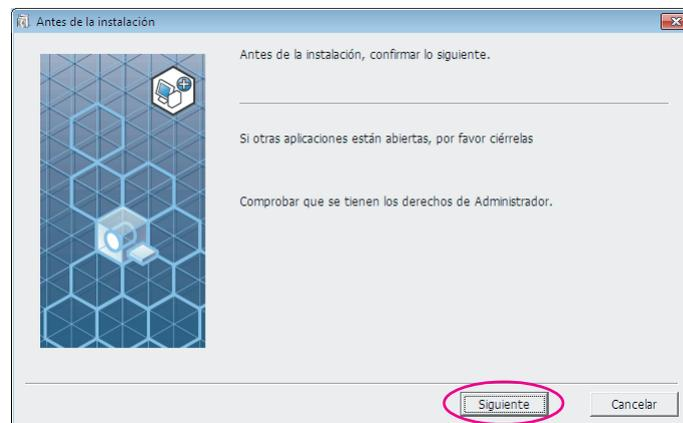 Antes de la instalación
Antes de la instalación, confirmar lo siguiente.
Si otras aplicaciones están abiertas, por favor ciérrelas
Comprobar que se tienen los derechos de Administrador.
Siguiente
Cancelar